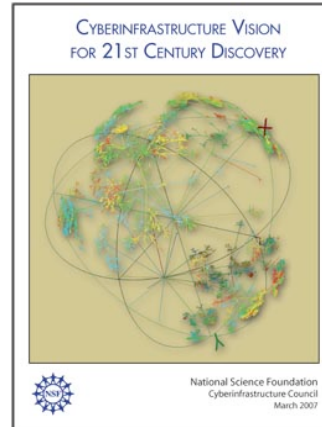 CYBERINFRASTRUCTURE VISION
FOR 21ST CENTURY DISCOVERY
NSF
National Science Foundation
Cyberinfrastructure Council
March 2007